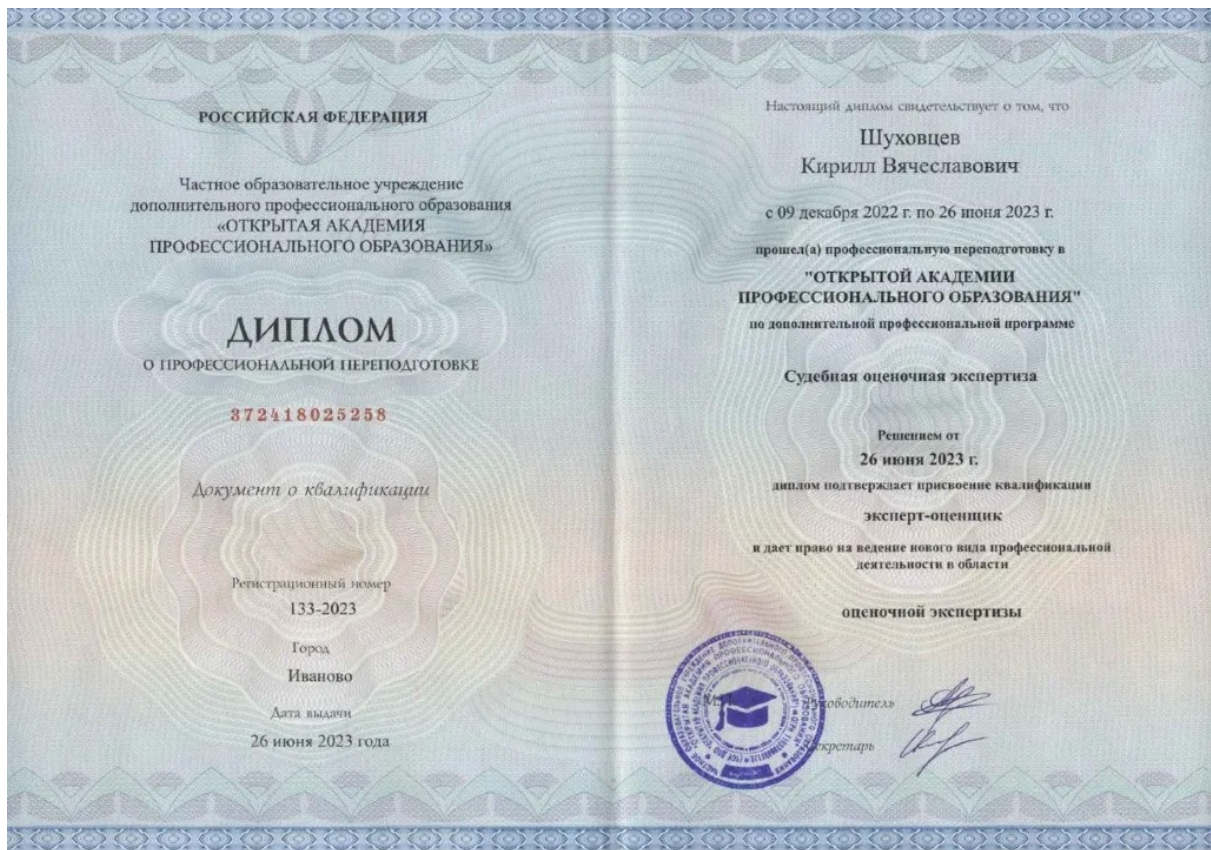 РОССИЙСКАЯ ФЕДЕРАЦИЯ
Частное образовательное учреждение
дополнительного профессионального образования
«ОТКРЫТАЯ АКАДЕМИЯ
ПРОФЕССИОНАЛЬНОГО ОБРАЗОВАНИЯ»
ДИПЛОМ
О ПРОФЕССИОНАЛЬНОЙ ПЕРЕПОДГОТОВКЕ
372418025258
Документ о квалификации
Регистрационный номер
133-2023
Город
Иваново
Дата выдачи
26 июня 2023 года
Настоящий диплом свидетельствует о том, что
Шуховцев
Кирилл Вячеславович
с 09 декабря 2022 г. по 26 июня 2023 г.
прошел(а) профессиональную переподготовку в
"ОТКРЫТОЙ АКАДЕМИИ
ПРОФЕССИОНАЛЬНОГО ОБРАЗОВАНИЯ"
по дополнительной профессиональной программе
Судебная оценочная экспертиза
Решением от
26 июня 2023 г.
диплом подтверждает присвоение квалификации
эксперт-оценщик
и дает право на ведение нового вида профессиональной
деятельности в области
оценочной экспертизы
Руководитель
Секретарь